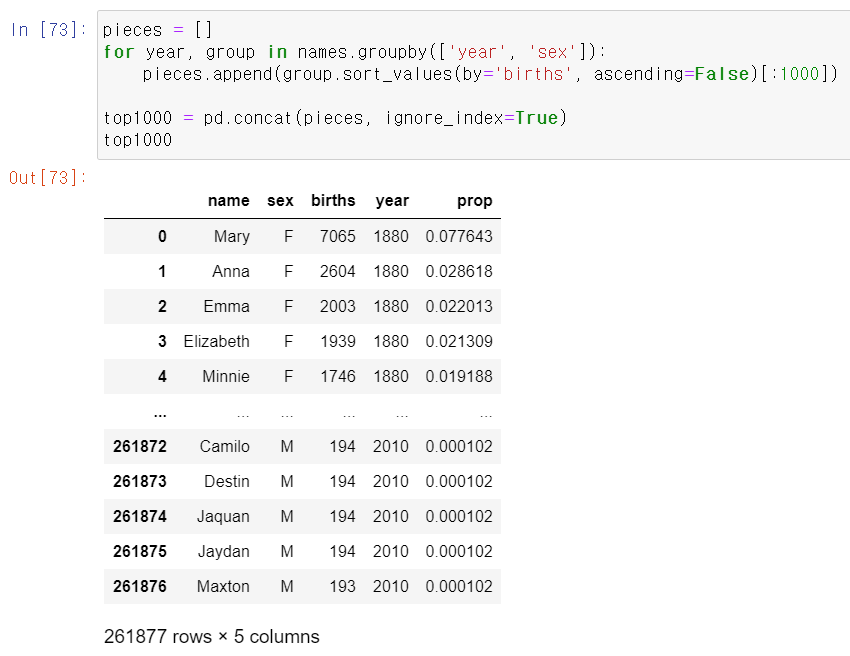 In [73]: pieces = []
for year, group in names.groupby(['year', 'sex']):
    pieces.append(group.sort_values(by='births', ascending=False)[:1000])
top1000 = pd.concat(pieces, ignore_index=True)
top1000
Out[73]:
name sex births year prop
0 Mary F 7065 1880 0.077643
1 Anna F 2604 1880 0.028618
2 Emma F 2003 1880 0.022013
3 Elizabeth F 1939 1880 0.021309
4 Minnie F 1746 1880 0.019188
... ... ... ... ... ...
261872 Camilo M 194 2010 0.000102
261873 Destin M 194 2010 0.000102
261874 Jaquan M 194 2010 0.000102
261875 Jaydan M 194 2010 0.000102
261876 Maxton M 193 2010 0.000102
261877 rows × 5 columns